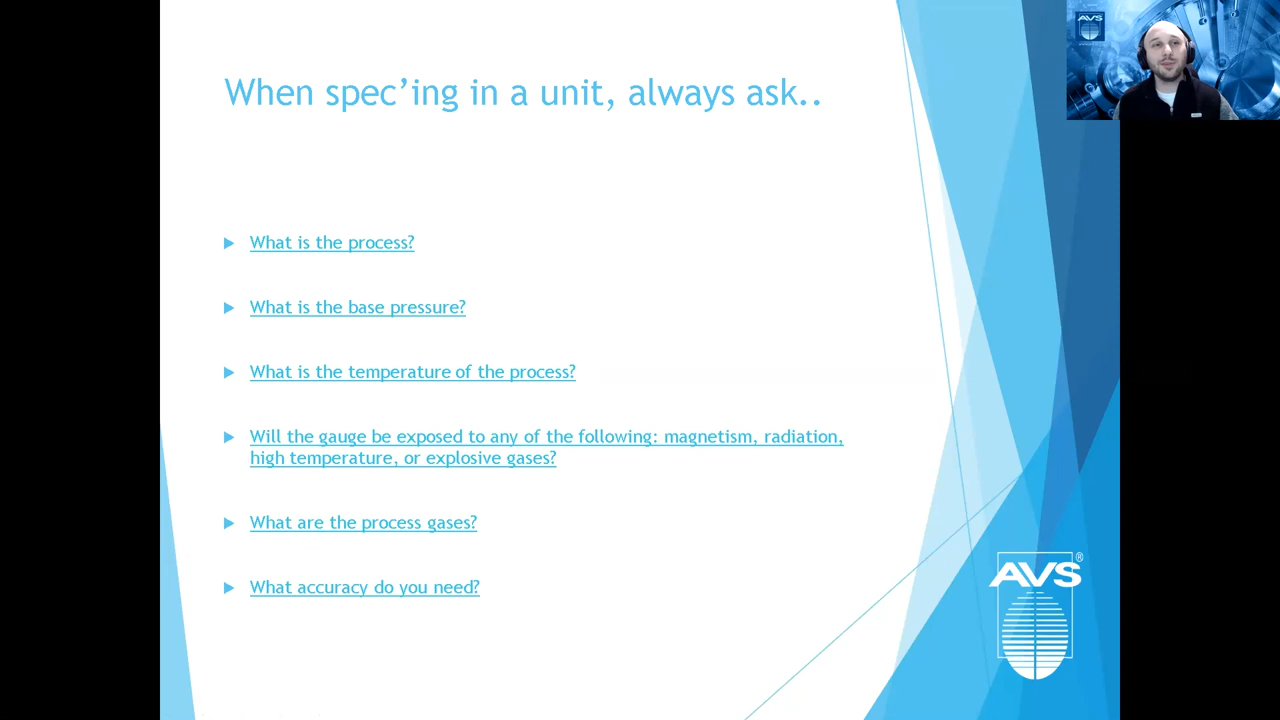 When spec’ing in a unit, always ask..
What is the process?
What is the base pressure?
What is the temperature of the process?
Will the gauge be exposed to any of the following: magnetism, radiation,
high temperature, or explosive gases?
What are the process gases?
What accuracy do you need?
AVS®
AVS